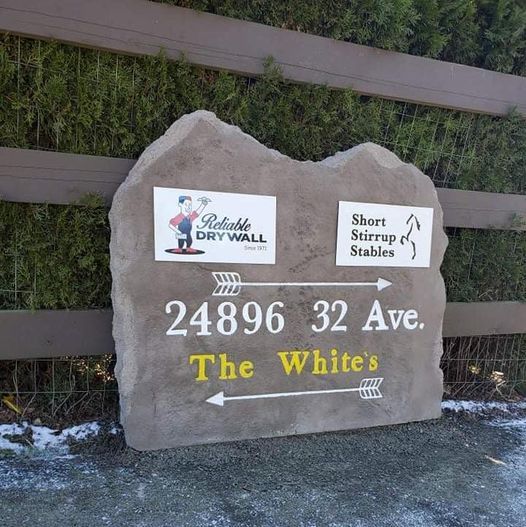 Reliable
DRYWALL
Since 1971
Short
Stirrup
Stables
24896 32 Ave.
The White's